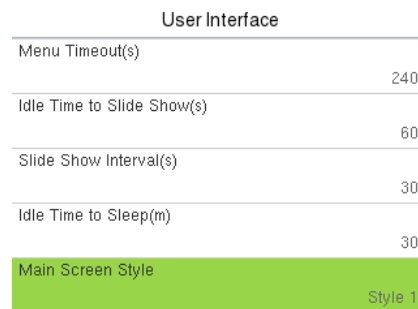 User Interface
Menu Timeout(s)
240
Idle Time to Slide Show(s)
60
Slide Show Interval(s)
30
Idle Time to Sleep(m)
30
Main Screen Style
Style 1